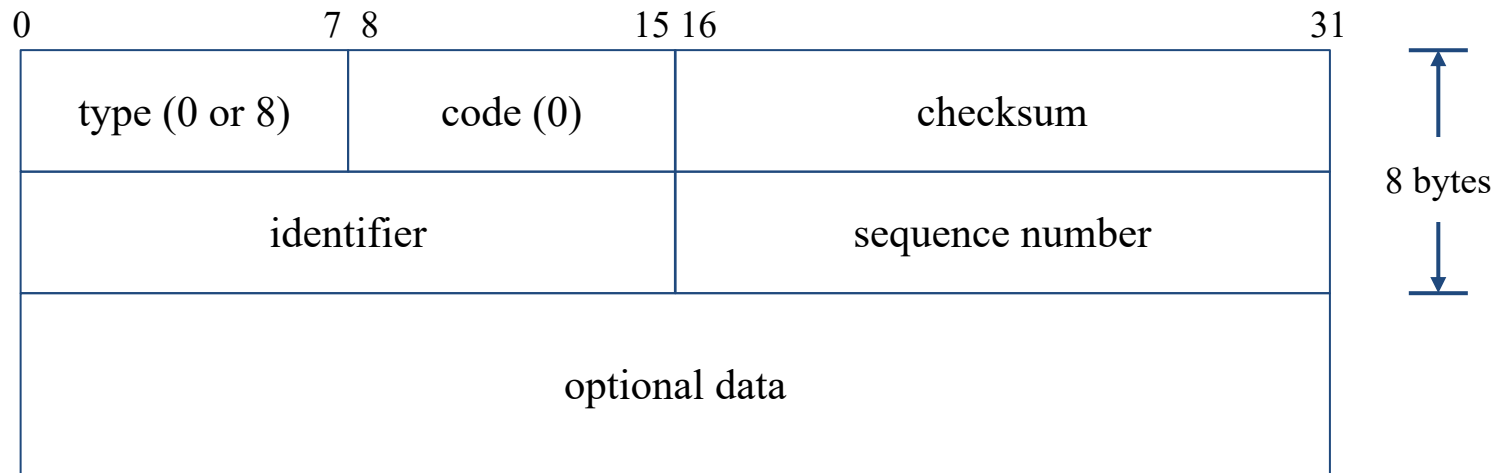 0 7 8 15 16 31
type (0 or 8) code (0) checksum
8 bytes
identifier sequence number
optional data